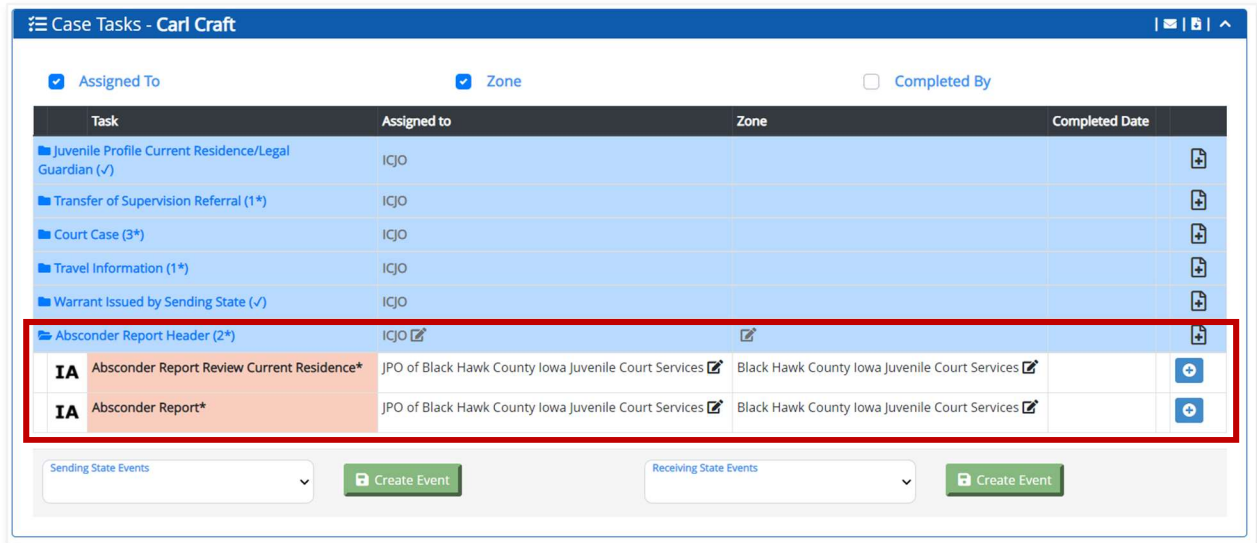 Case Tasks - Carl Craft
Assigned To Zone Completed By
Task Assigned to Zone Completed Date
Juvenile Profile Current Residence/Legal
Guardian (✓) ICJO
Transfer of Supervision Referral (1*) ICJO
Court Case (3*) ICJO
Travel Information (1*) ICJO
Warrant Issued by Sending State (✓) ICJO
Absconder Report Header (2*) ICJO
IA Absconder Report Review Current Residence* JPO of Black Hawk County Iowa Juvenile Court Services Black Hawk County Iowa Juvenile Court Services
IA Absconder Report* JPO of Black Hawk County Iowa Juvenile Court Services Black Hawk County Iowa Juvenile Court Services
Sending State Events Receiving State Events
Create Event Create Event